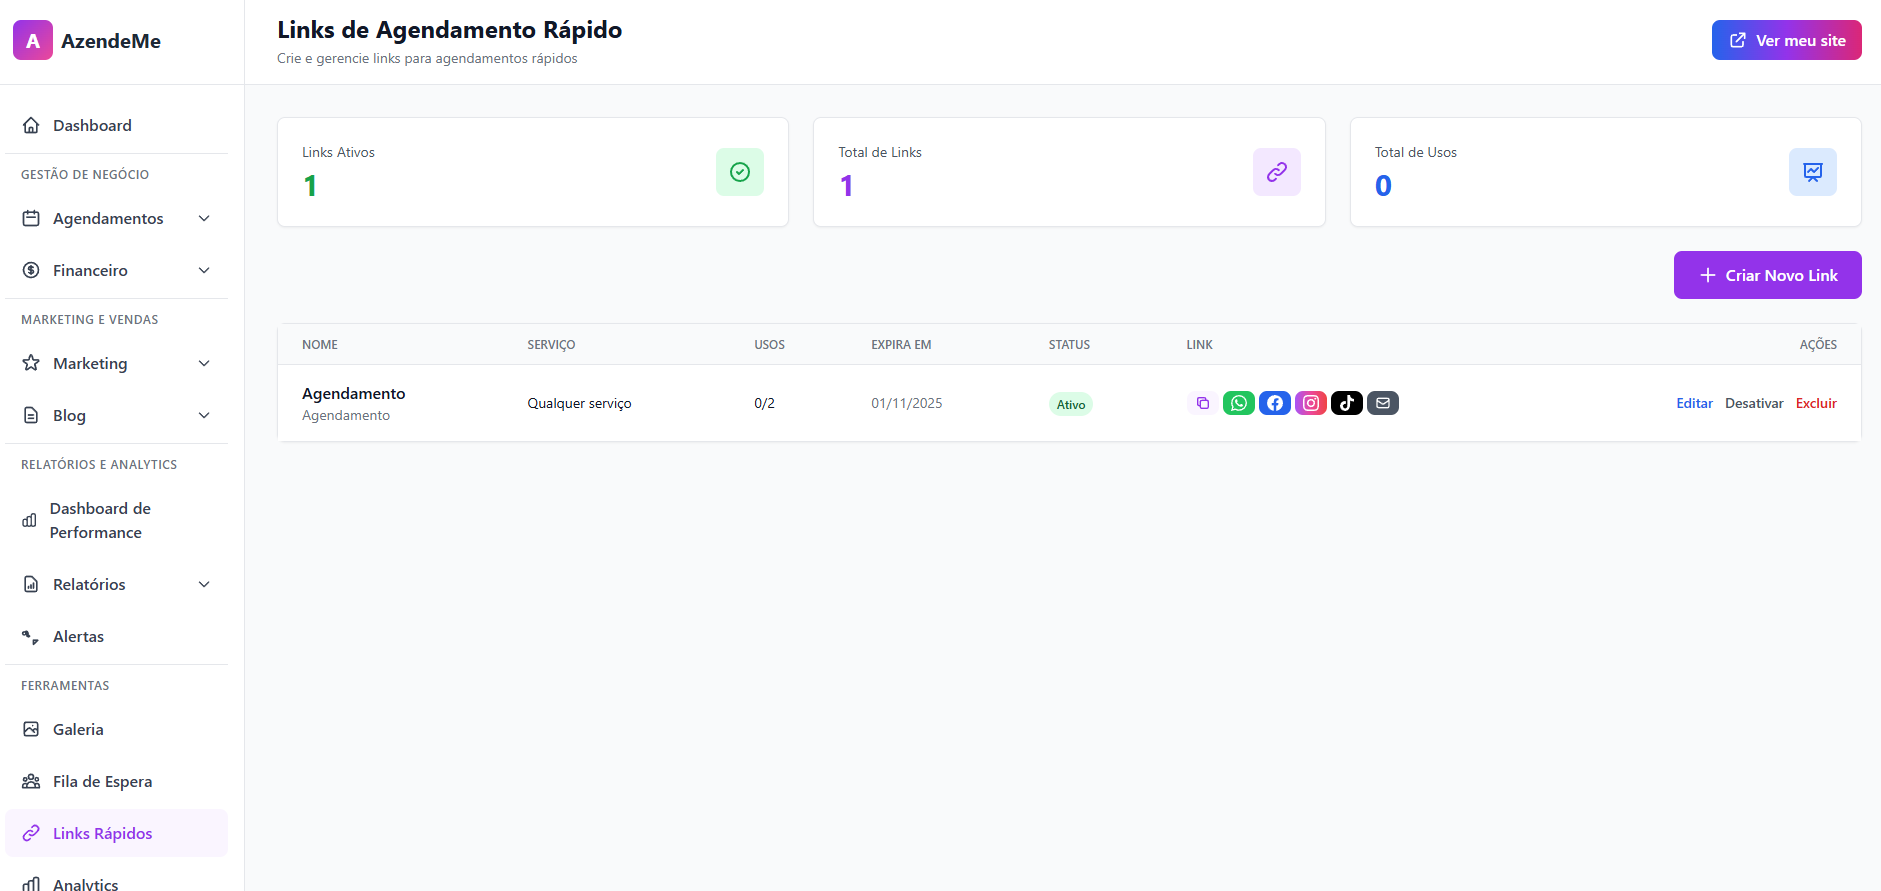 A AzendeMe
Dashboard
GESTÃO DE NEGÓCIO
Agendamentos
Financeiro
MARKETING E VENDAS
Marketing
Blog
RELATÓRIOS E ANALYTICS
Dashboard de
Performance
Relatórios
Alertas
FERRAMENTAS
Galeria
Fila de Espera
Links Rápidos
Analytics
Links de Agendamento Rápido
Crie e gerencie links para agendamentos rápidos
Ver meu site
Links Ativos
1
Total de Links
1
Total de Usos
0
Criar Novo Link
NOME SERVIÇO USOS EXPIRA EM STATUS LINK AÇÕES
Agendamento
Agendamento
Qualquer serviço 0/2 01/11/2025 Ativo Editar Desativar Excluir